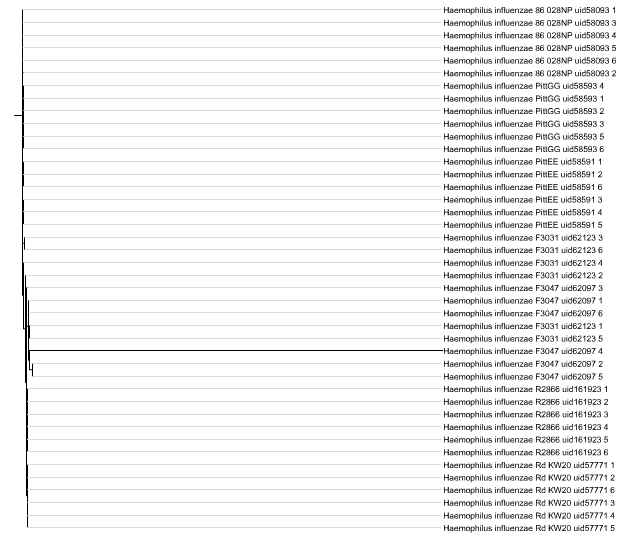 Haemophilus influenzae 86 028NP uid58093 1
Haemophilus influenzae 86 028NP uid58093 3
Haemophilus influenzae 86 028NP uid58093 4
Haemophilus influenzae 86 028NP uid58093 5
Haemophilus influenzae 86 028NP uid58093 6
Haemophilus influenzae 86 028NP uid58093 2
Haemophilus influenzae PittGG uid58593 4
Haemophilus influenzae PittGG uid58593 1
Haemophilus influenzae PittGG uid58593 2
Haemophilus influenzae PittGG uid58593 3
Haemophilus influenzae PittGG uid58593 5
Haemophilus influenzae PittGG uid58593 6
Haemophilus influenzae PittEE uid58591 1
Haemophilus influenzae PittEE uid58591 2
Haemophilus influenzae PittEE uid58591 6
Haemophilus influenzae PittEE uid58591 3
Haemophilus influenzae PittEE uid58591 4
Haemophilus influenzae PittEE uid58591 5
Haemophilus influenzae F3031 uid62123 3
Haemophilus influenzae F3031 uid62123 6
Haemophilus influenzae F3031 uid62123 4
Haemophilus influenzae F3031 uid62123 2
Haemophilus influenzae F3047 uid62097 3
Haemophilus influenzae F3047 uid62097 1
Haemophilus influenzae F3047 uid62097 6
Haemophilus influenzae F3031 uid62123 1
Haemophilus influenzae F3031 uid62123 5
Haemophilus influenzae F3047 uid62097 4
Haemophilus influenzae F3047 uid62097 2
Haemophilus influenzae F3047 uid62097 5
Haemophilus influenzae R2866 uid161923 1
Haemophilus influenzae R2866 uid161923 2
Haemophilus influenzae R2866 uid161923 3
Haemophilus influenzae R2866 uid161923 4
Haemophilus influenzae R2866 uid161923 5
Haemophilus influenzae R2866 uid161923 6
Haemophilus influenzae Rd KW20 uid57771 1
Haemophilus influenzae Rd KW20 uid57771 2
Haemophilus influenzae Rd KW20 uid57771 6
Haemophilus influenzae Rd KW20 uid57771 3
Haemophilus influenzae Rd KW20 uid57771 4
Haemophilus influenzae Rd KW20 uid57771 5